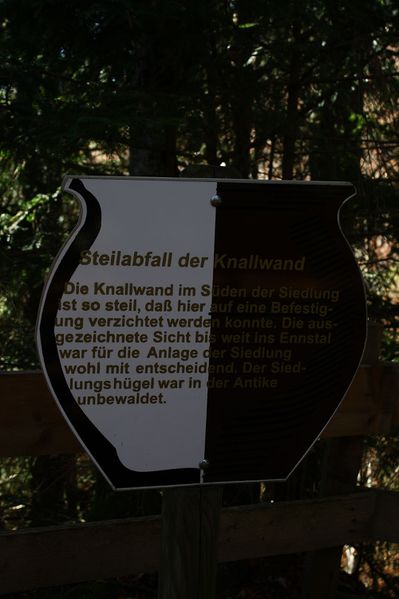 Steilabfall der Knallwand
Die Knallwand im Süden der Siedlung
ist so steil, daß hier auf eine Befestig-
ung verzichtet werden konnte. Die aus-
gezeichnete Sicht bis weit ins Ennstal
war für die Anlage der Siedlung
wohl mit entscheidend. Der Sied-
lungshügel war in der Antike
unbewaldet.